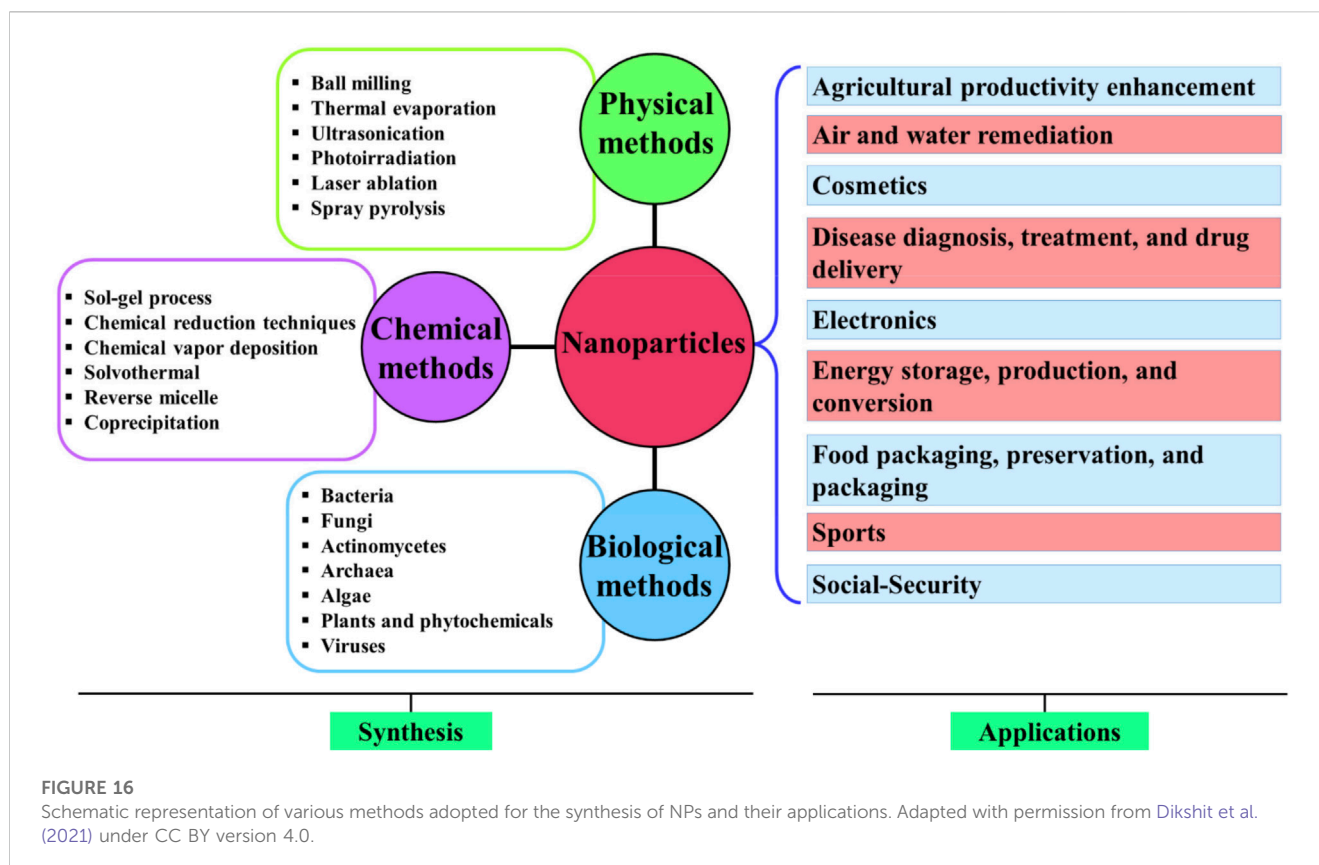 Physical
methods
▪ Ball milling
▪ Thermal evaporation
▪ Ultrasonication
▪ Photoirradiation
▪ Laser ablation
▪ Spray pyrolysis
Chemical
methods
▪ Sol-gel process
▪ Chemical reduction techniques
▪ Chemical vapor deposition
▪ Solvothermal
▪ Reverse micelle
▪ Coprecipitation
Nanoparticles
Biological
methods
▪ Bacteria
▪ Fungi
▪ Actinomycetes
▪ Archaea
▪ Algae
▪ Plants and phytochemicals
▪ Viruses
Synthesis
Agricultural productivity enhancement
Air and water remediation
Cosmetics
Disease diagnosis, treatment, and drug
delivery
Electronics
Energy storage, production, and
conversion
Food packaging, preservation, and
packaging
Sports
Social-Security
Applications
FIGURE 16
Schematic representation of various methods adopted for the synthesis of NPs and their applications. Adapted with permission from Dikshit et al.
(2021) under CC BY version 4.0.